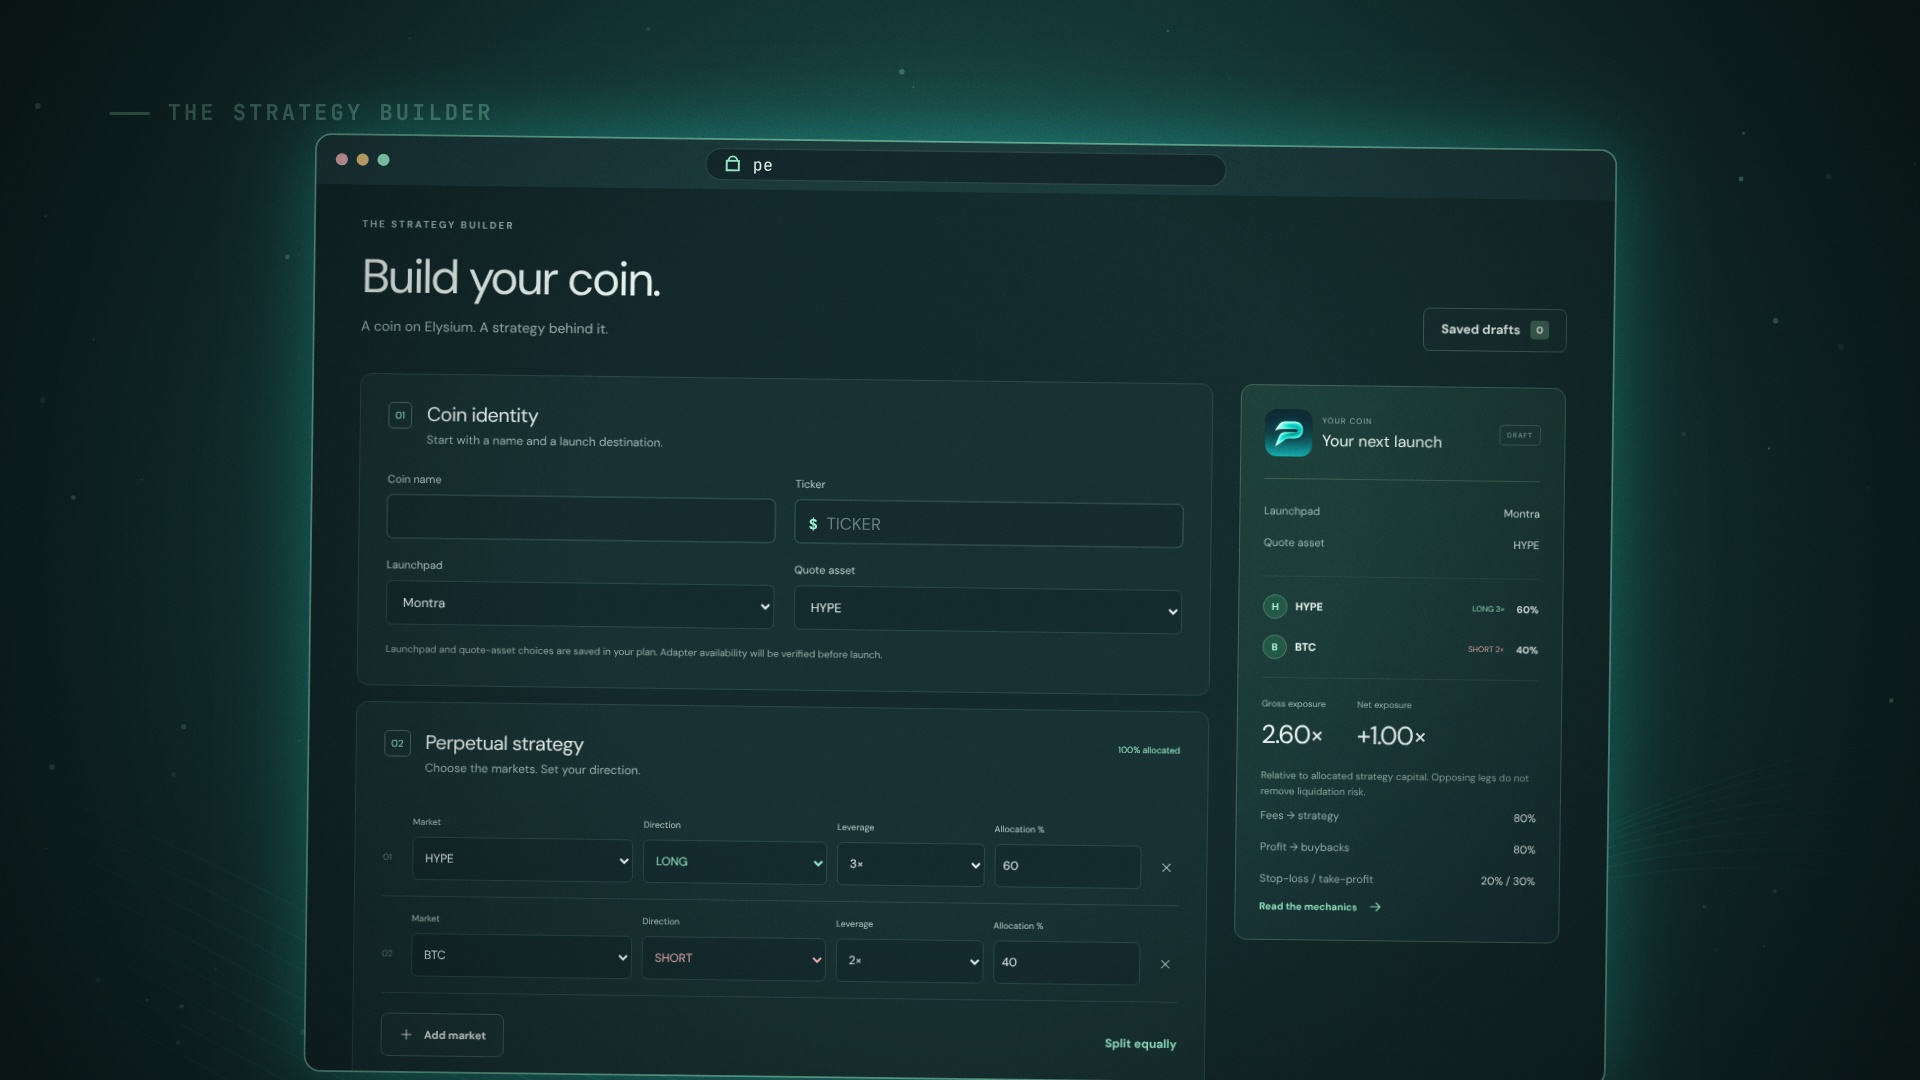 THE STRATEGY BUILDER
pe
THE STRATEGY BUILDER
Build your coin.
A coin on Elysium. A strategy behind it.
Saved drafts 0
01 Coin identity
Start with a name and a launch destination.
Coin name
Ticker
$ TICKER
Launchpad
Quote asset
Montra
HYPE
Launchpad and quote-asset choices are saved in your plan. Adapter availability will be verified before launch.
02 Perpetual strategy
100% allocated
Choose the markets. Set your direction.
Market Direction Leverage Allocation %
01 HYPE LONG 3× 60 ×
Market Direction Leverage Allocation %
02 BTC SHORT 2× 40 ×
+ Add market
Split equally
YOUR COIN
Your next launch
DRAFT
Launchpad Montra
Quote asset HYPE
H HYPE LONG 3× 60%
B BTC SHORT 2× 40%
Gross exposure Net exposure
2.60× +1.00×
Relative to allocated strategy capital. Opposing legs do not
remove liquidation risk.
Fees → strategy 80%
Profit → buybacks 80%
Stop-loss / take-profit 20% / 30%
Read the mechanics →